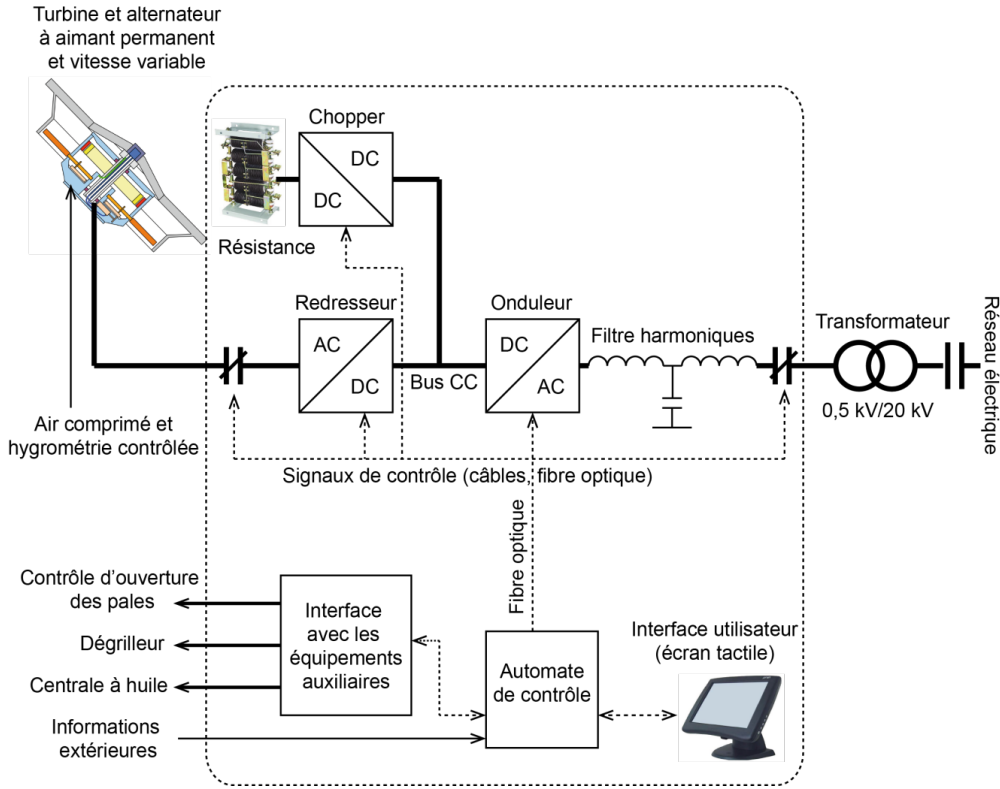 Turbine et alternateur
à aimant permanent
et vitesse variable
Chopper
DC
DC
Résistance
Redresseur
AC
DC
Bus CC
Onduleur
DC
AC
Filtre harmoniques
Transformateur
0,5 kV/20 kV
Réseau électrique
Air comprimé et
hygrométrie contrôlée
Signaux de contrôle (câbles, fibre optique)
Fibre optique
Contrôle d’ouverture
des pales
Dégrilleur
Centrale à huile
Informations
extérieures
Interface
avec les
équipements
auxiliaires
Automate
de contrôle
Interface utilisateur
(écran tactile)